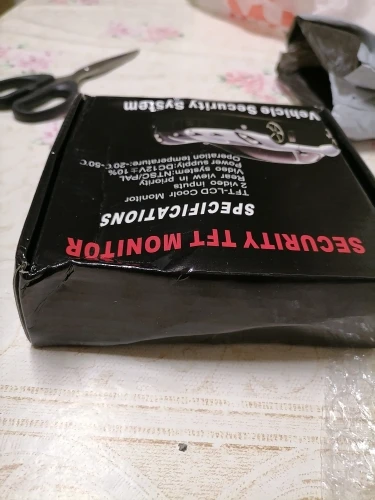 SECURITY TFT MONITOR
SPECIFICATIONS
TFT-LCD Coolr Monitor
2 video inputs
Rear view in priority
Video system:NTSC/PAL
Power supply:DC12V± 10%
Operation temperature:-20℃-50℃
Vehicle Security System